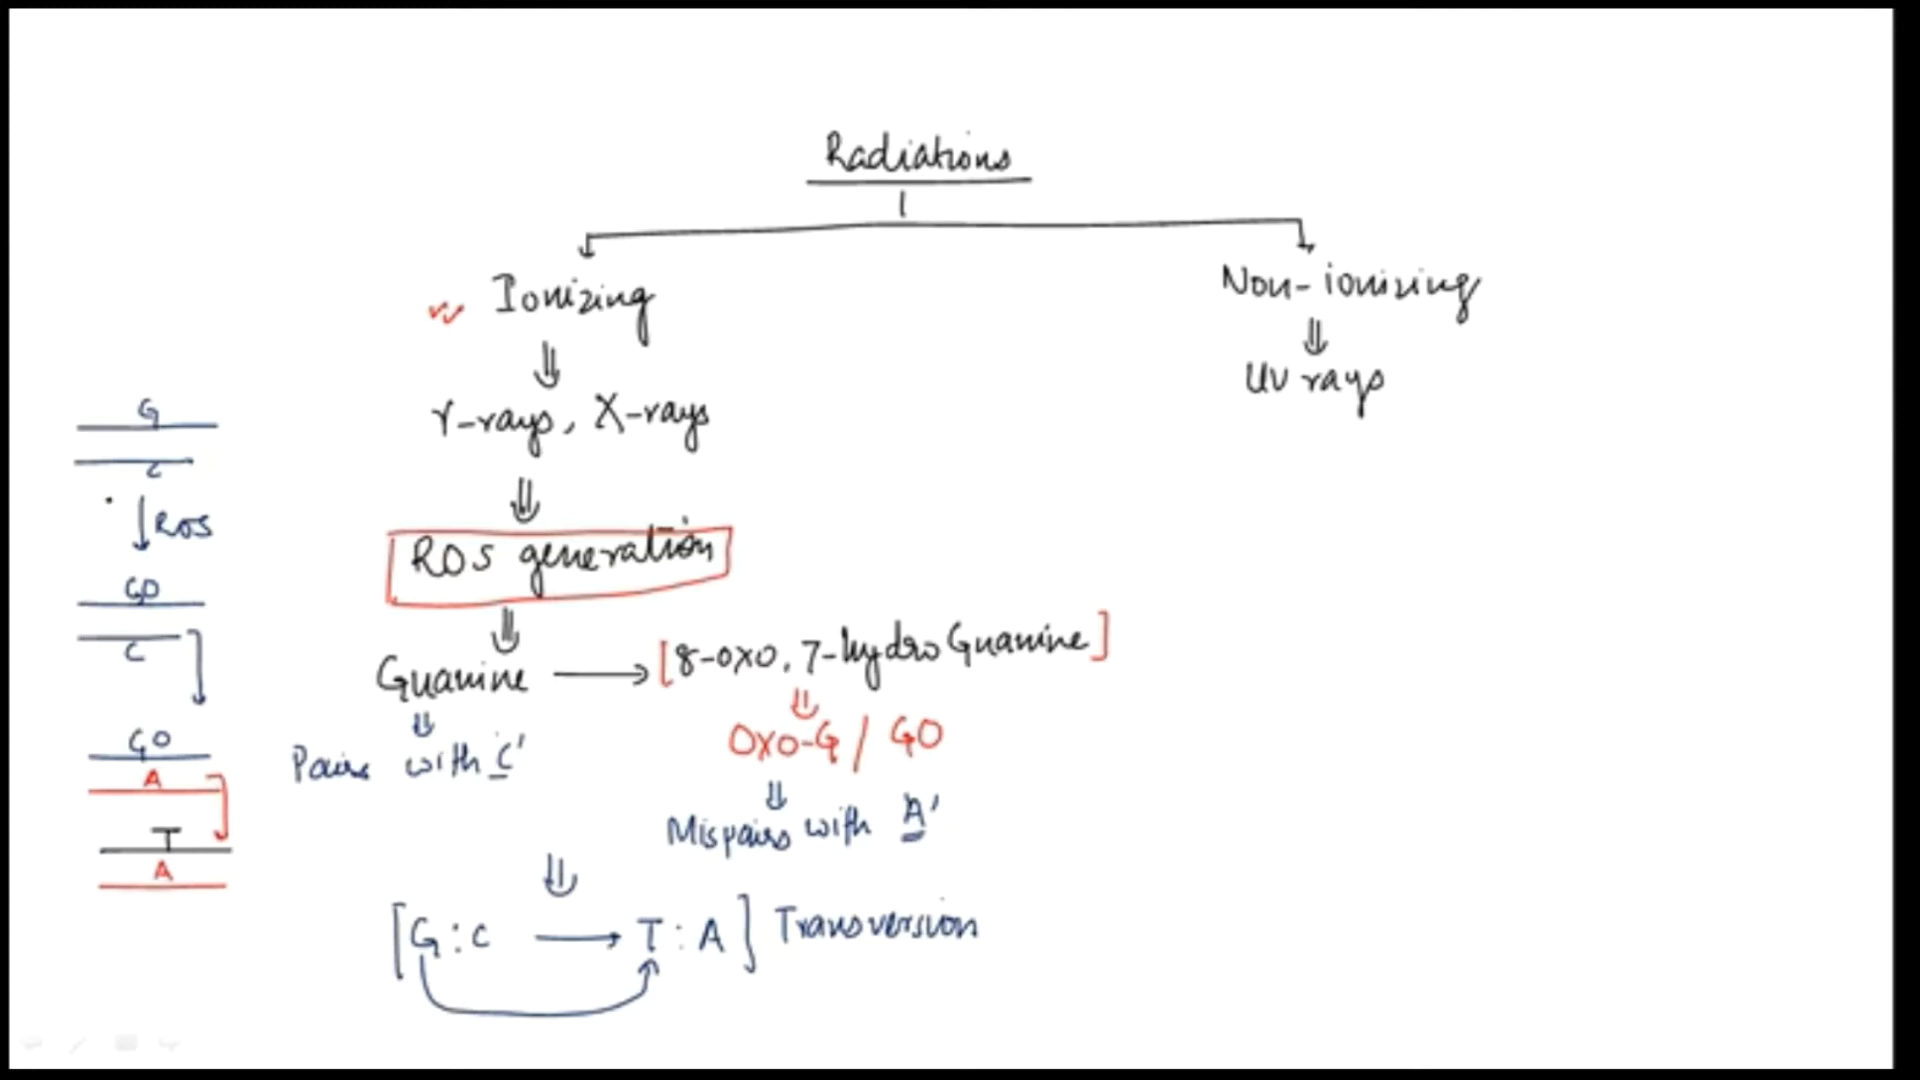 Radiations
Ionizing
Non-ionizing
γ-rays, X-rays
UV rays
G
C
ROS
ROS generation
GO
C
Guanine → [8-oxo, 7-hydro Guanine]
Oxo-G / GO
Pairs with C'
Mispairs with A'
GO
A
T
A
[G:C → T:A] Transversion